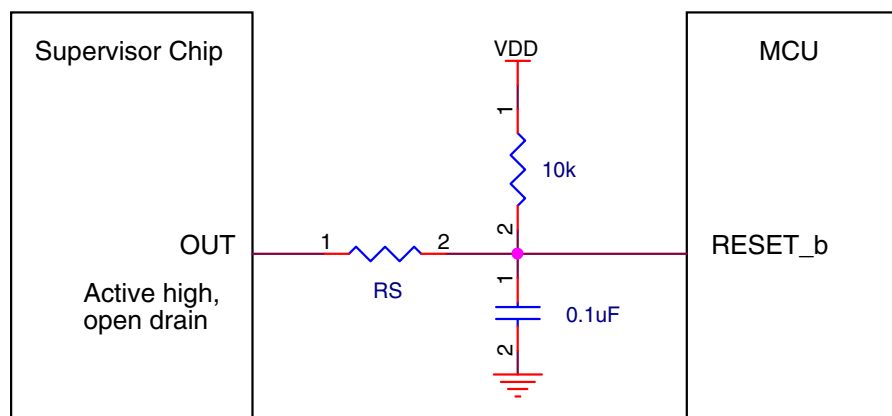 Supervisor Chip
VDD
MCU
1
10k
2
OUT
1
2
RESET_b
RS
1
Active high,
open drain
0.1uF
2